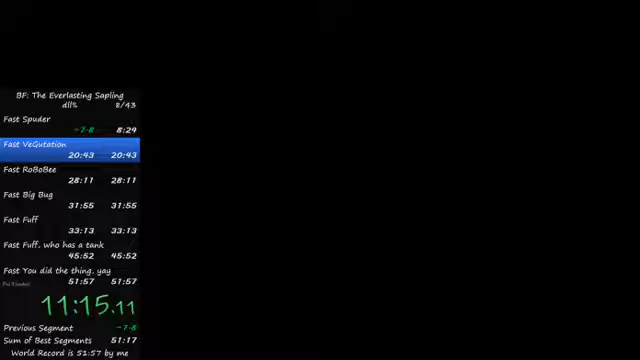 BF: The Everlasting Sapling
dll% 8/43
Fast Spuder
-7.8 8:29
Fast VeGutation
20:43 20:43
Fast RoBoBee
28:11 28:11
Fast Big Bug
31:55 31:55
Fast Fuff
33:13 33:13
Fast Fuff, who has a tank
45:52 45:52
Fast You did the thing, yay
51:57 51:57
11:15.11
Previous Segment -7.8
Sum of Best Segments 51:17
World Record is 51:57 by me